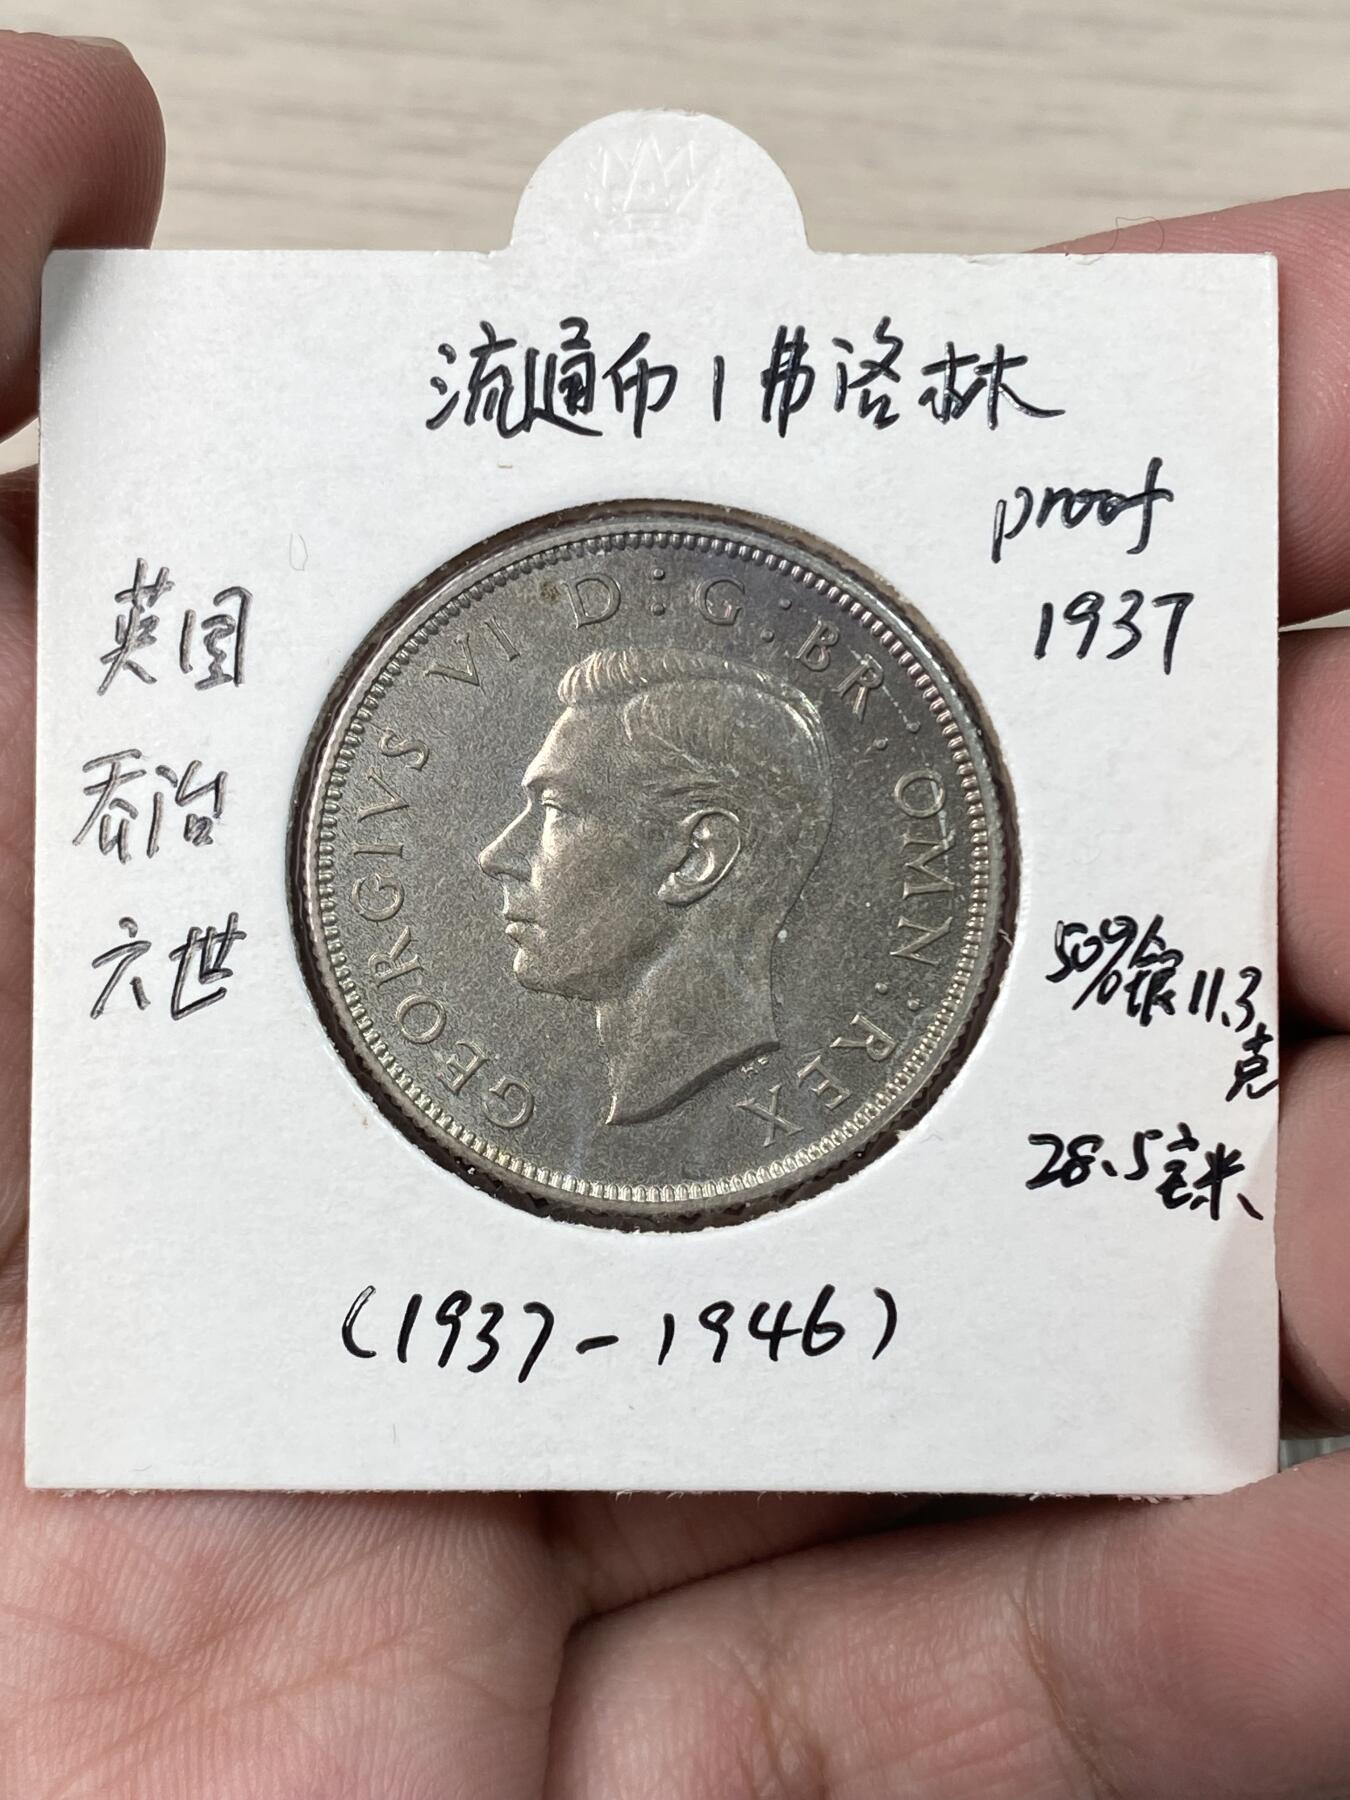 流通币1弗洛林
proof
1937
英国
乔治
六世
GEORGIVS VI D:G:BR:OMN:REX
50%银11.3
克
28.5毫米
(1937-1946)